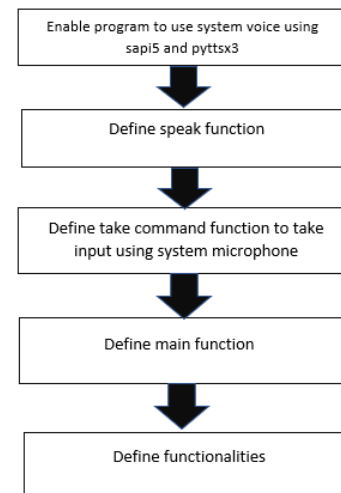 Enable program to use system voice using
sapi5 and pyttsx3
Define speak function
Define take command function to take
input using system microphone
Define main function
Define functionalities